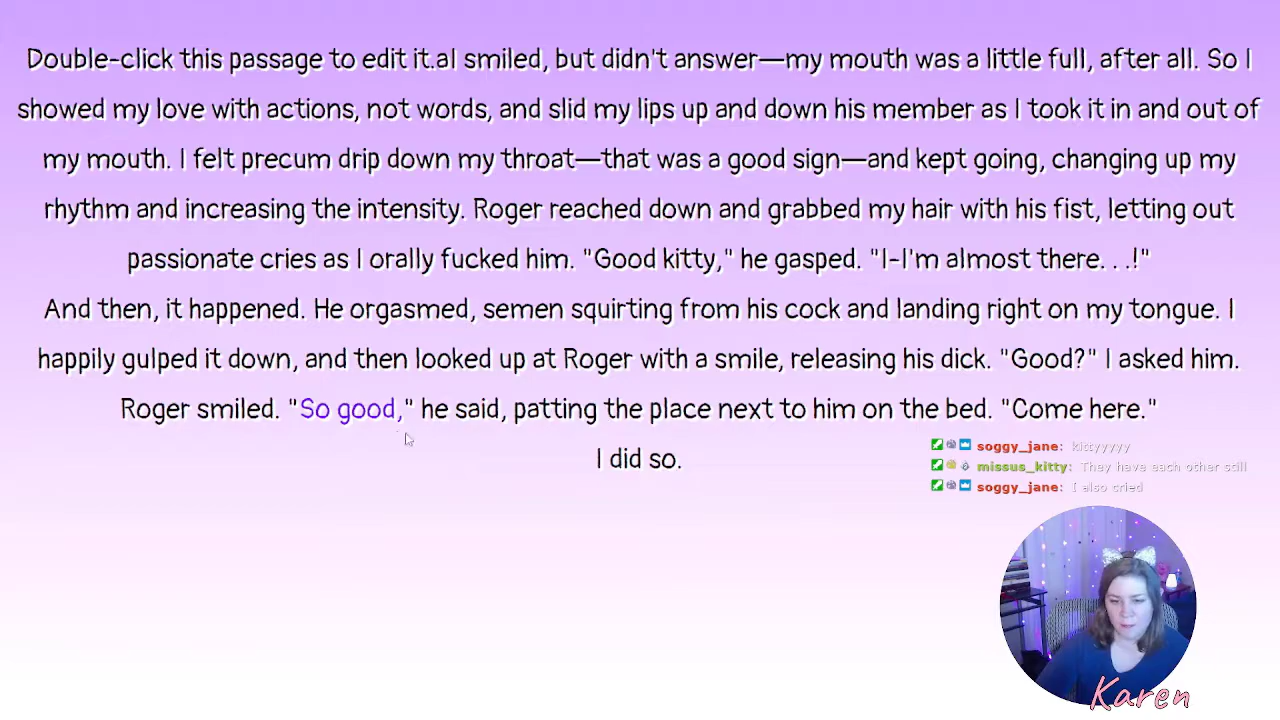 Double-click this passage to edit it.aI smiled, but didn't answer—my mouth was a little full, after all. So I
showed my love with actions, not words, and slid my lips up and down his member as I took it in and out of
my mouth. I felt precum drip down my throat—that was a good sign—and kept going, changing up my
rhythm and increasing the intensity. Roger reached down and grabbed my hair with his fist, letting out
passionate cries as I orally fucked him. "Good kitty," he gasped. "I-I'm almost there. . .!"
And then, it happened. He orgasmed, semen squirting from his cock and landing right on my tongue. I
happily gulped it down, and then looked up at Roger with a smile, releasing his dick. "Good?" I asked him.
Roger smiled. "So good," he said, patting the place next to him on the bed. "Come here."
I did so.
soggy_jane: kittyyyyy
missus_kitty: They have each other still
soggy_jane: I also cried
Karen